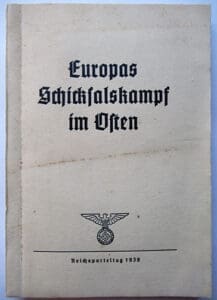 Europas
Schicksalskampf
im Osten
Reichsparteitag 1938